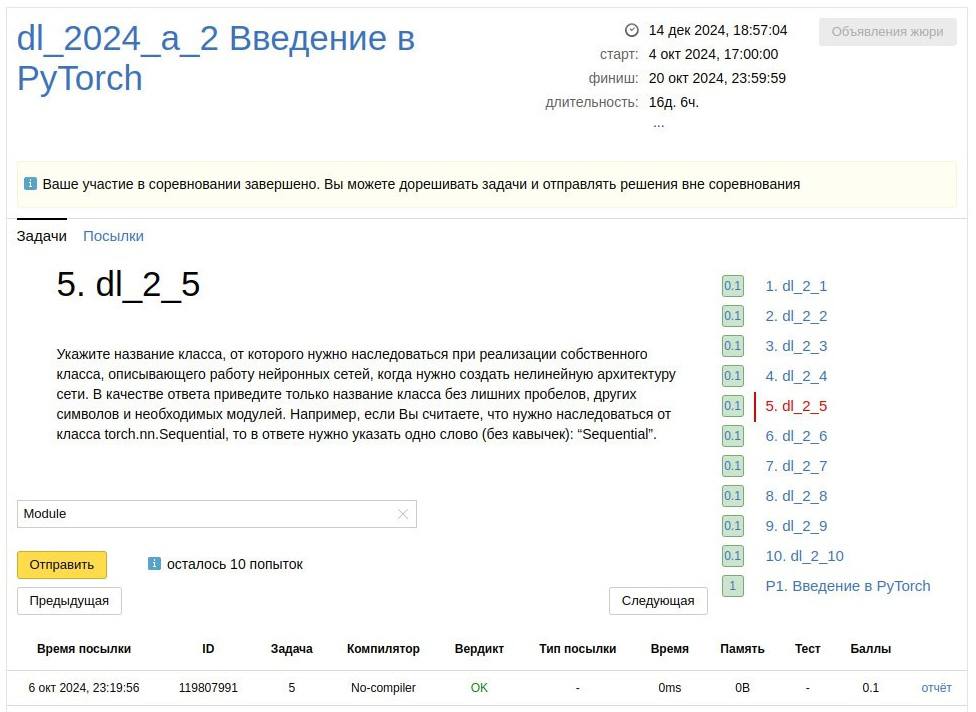 dl_2024_a_2 Введение в
PyTorch
14 дек 2024, 18:57:04
Объявления жюри
старт: 4 окт 2024, 17:00:00
финиш: 20 окт 2024, 23:59:59
длительность: 16д. 6ч.
...
Ваше участие в соревновании завершено. Вы можете дорешивать задачи и отправлять решения вне соревнования
Задачи Посылки
5. dl_2_5
Укажите название класса, от которого нужно наследоваться при реализации собственного
класса, описывающего работу нейронных сетей, когда нужно создать нелинейную архитектуру
сети. В качестве ответа приведите только название класса без лишних пробелов, других
символов и необходимых модулей. Например, если Вы считаете, что нужно наследоваться от
класса torch.nn.Sequential, то в ответе нужно указать одно слово (без кавычек): “Sequential”.
Module
Отправить
осталось 10 попыток
Предыдущая
Следующая
0.1 1. dl_2_1
0.1 2. dl_2_2
0.1 3. dl_2_3
0.1 4. dl_2_4
0.1 5. dl_2_5
0.1 6. dl_2_6
0.1 7. dl_2_7
0.1 8. dl_2_8
0.1 9. dl_2_9
0.1 10. dl_2_10
1 P1. Введение в PyTorch
Время посылки ID Задача Компилятор Вердикт Тип посылки Время Память Тест Баллы
6 окт 2024, 23:19:56 119807991 5 No-compiler OK - 0ms 0B - 0.1 отчёт